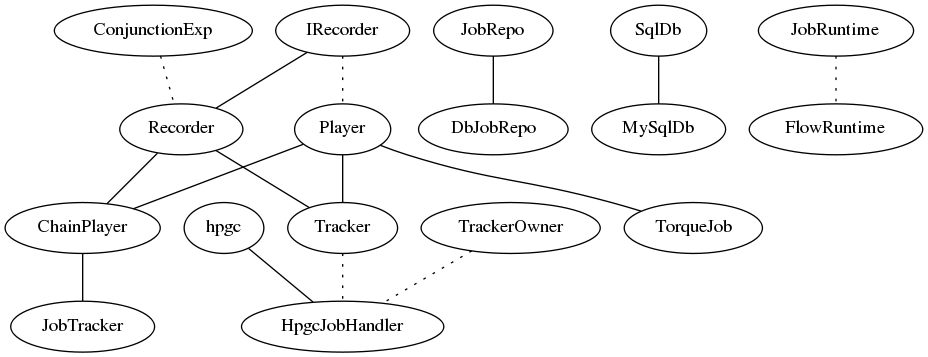 ConjunctionExp
IRecorder
JobRepo
SqlDb
JobRuntime
Recorder
Player
DbJobRepo
MySqlDb
FlowRuntime
ChainPlayer
hpgc
Tracker
TrackerOwner
TorqueJob
JobTracker
HpgcJobHandler